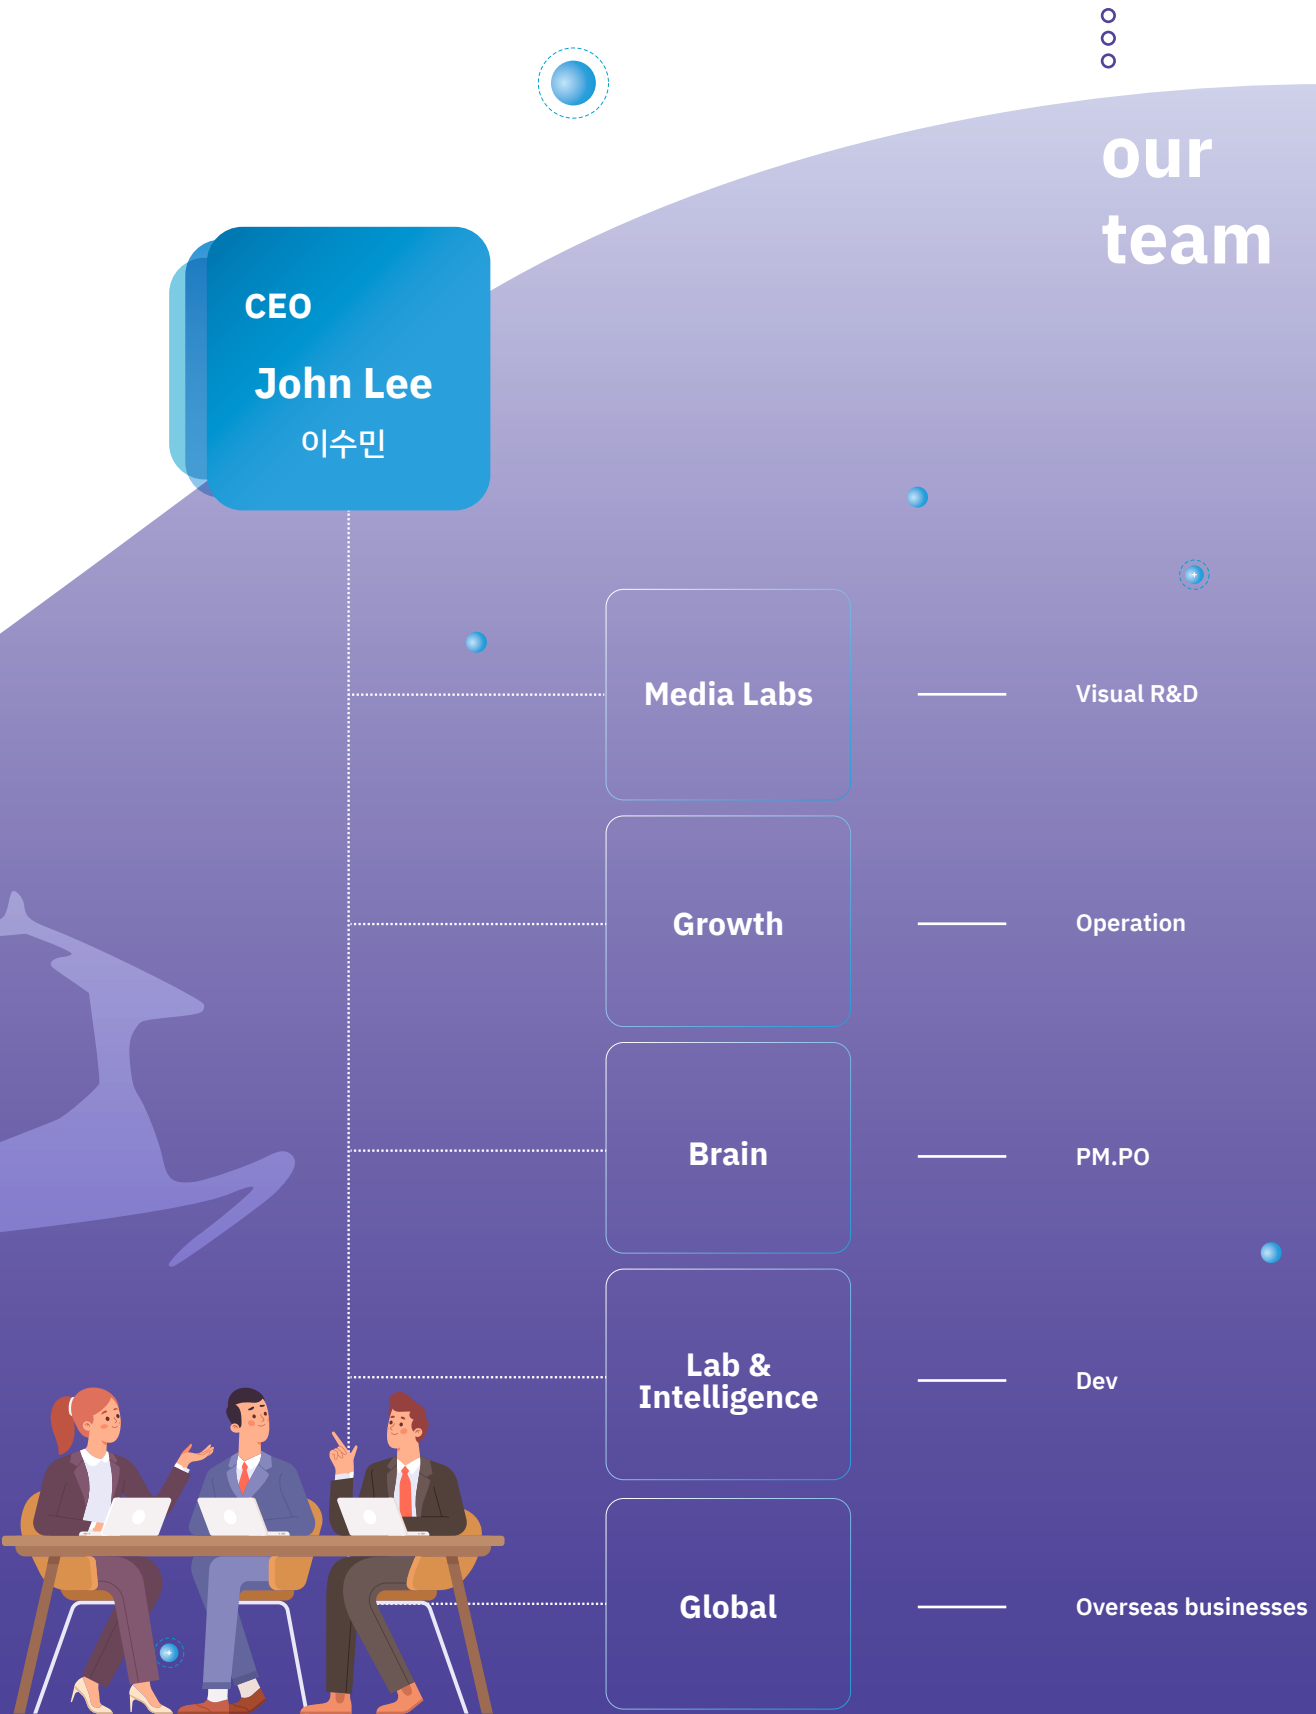 our
team
CEO
John Lee
이수민
Media Labs
Visual R&D
Growth
Operation
Brain
PM.PO
Lab &
Intelligence
Dev
Global
Overseas businesses